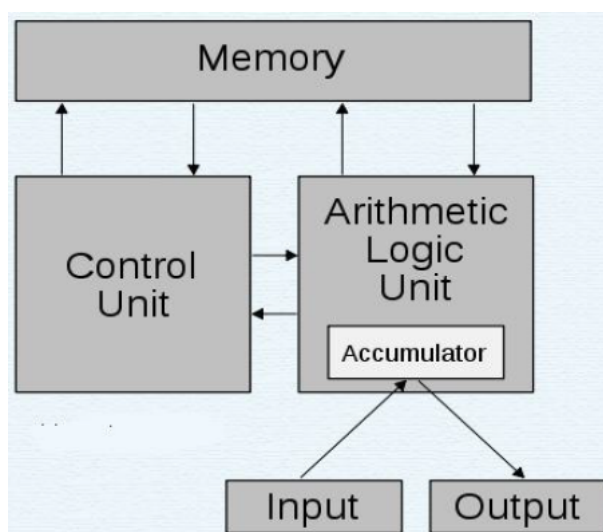 Memory
Control
Unit
Arithmetic
Logic
Unit
Accumulator
Input
Output